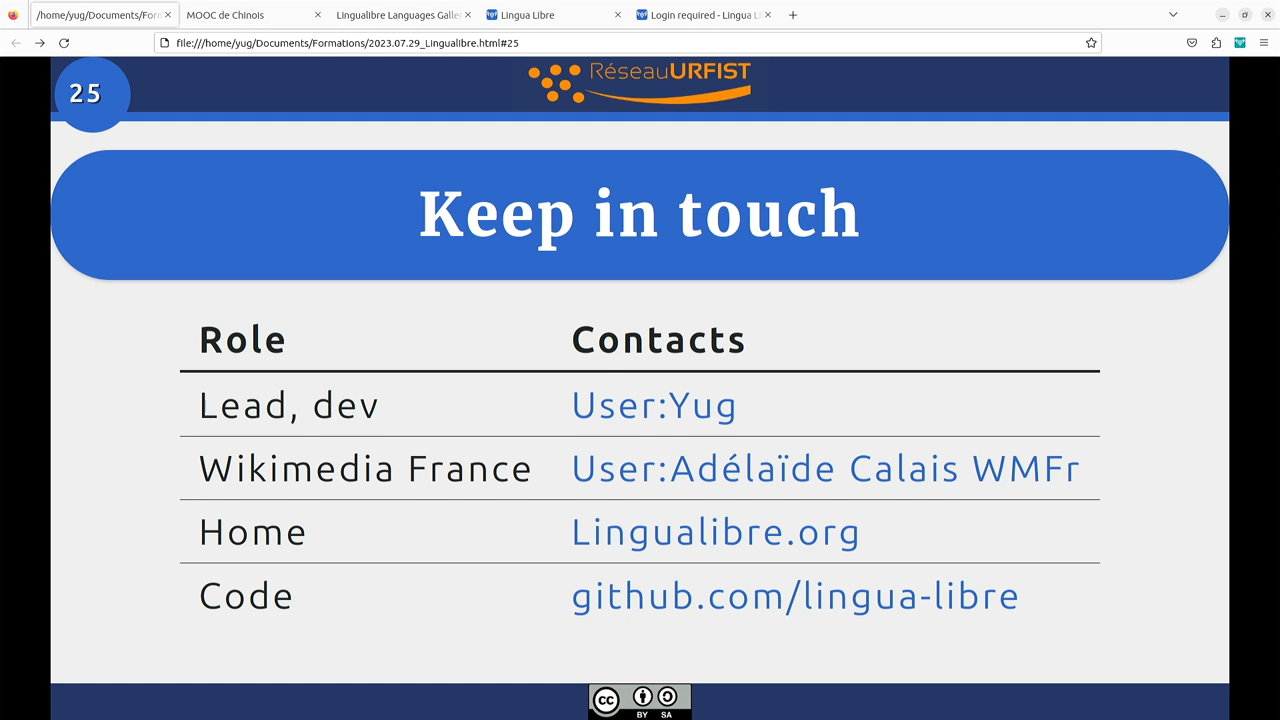 /home/yug/Documents/Forn
MOOC de Chinois
Lingualibre Languages Galle
Lingua Libre
Login required - Lingua Li
file:///home/yug/Documents/Formations/2023.07.29_Lingualibre.html#25
25
RéseauURFIST
Keep in touch
Role Contacts
Lead, dev User:Yug
Wikimedia France User:Adélaïde Calais WMFr
Home Lingualibre.org
Code github.com/lingua-libre
cc BY SA